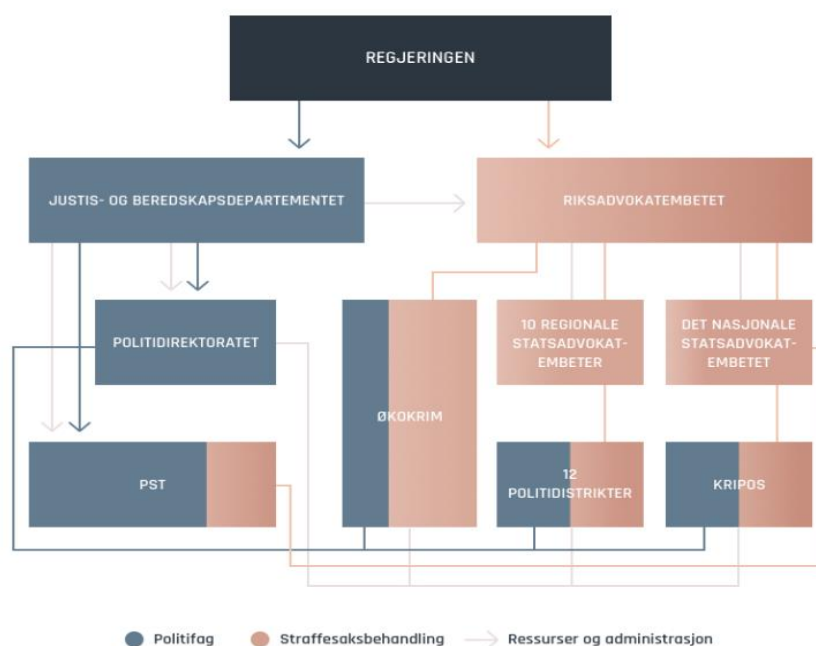 REGJERINGEN
JUSTIS- OG BEREDSKAPSDEPARTEMENTET
RIKSADVOKATEMBETET
POLITIDIREKTORATET
10 REGIONALE
STATSADVOKAT-
EMBETER
DET NASJONALE
STATSADVOKAT-
EMBETET
ØKOKRIM
PST
12
POLITIDISTRIKTER
KRIPOS
Politifag
Straffesaksbehandling
Ressurser og administrasjon